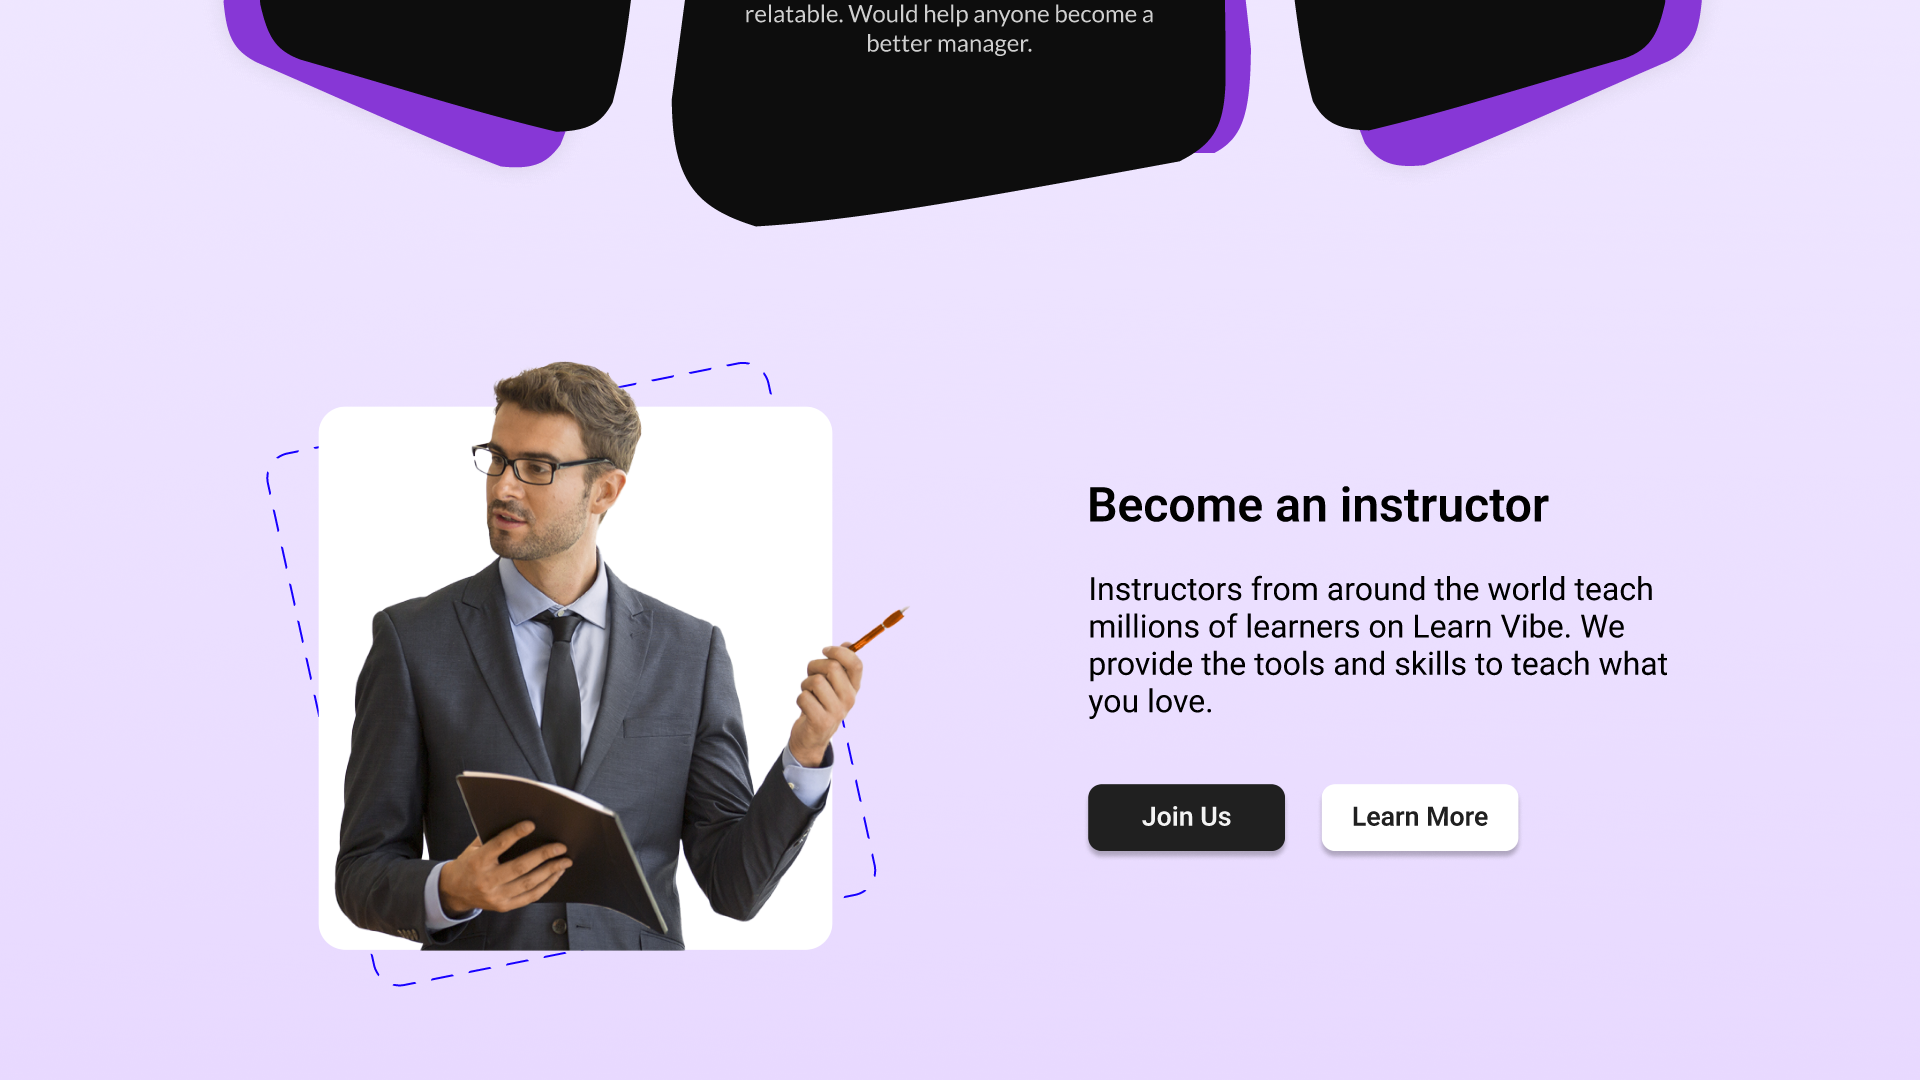 relatable. Would help anyone become a
better manager.
Become an instructor
Instructors from around the world teach
millions of learners on Learn Vibe. We
provide the tools and skills to teach what
you love.
Join Us
Learn More